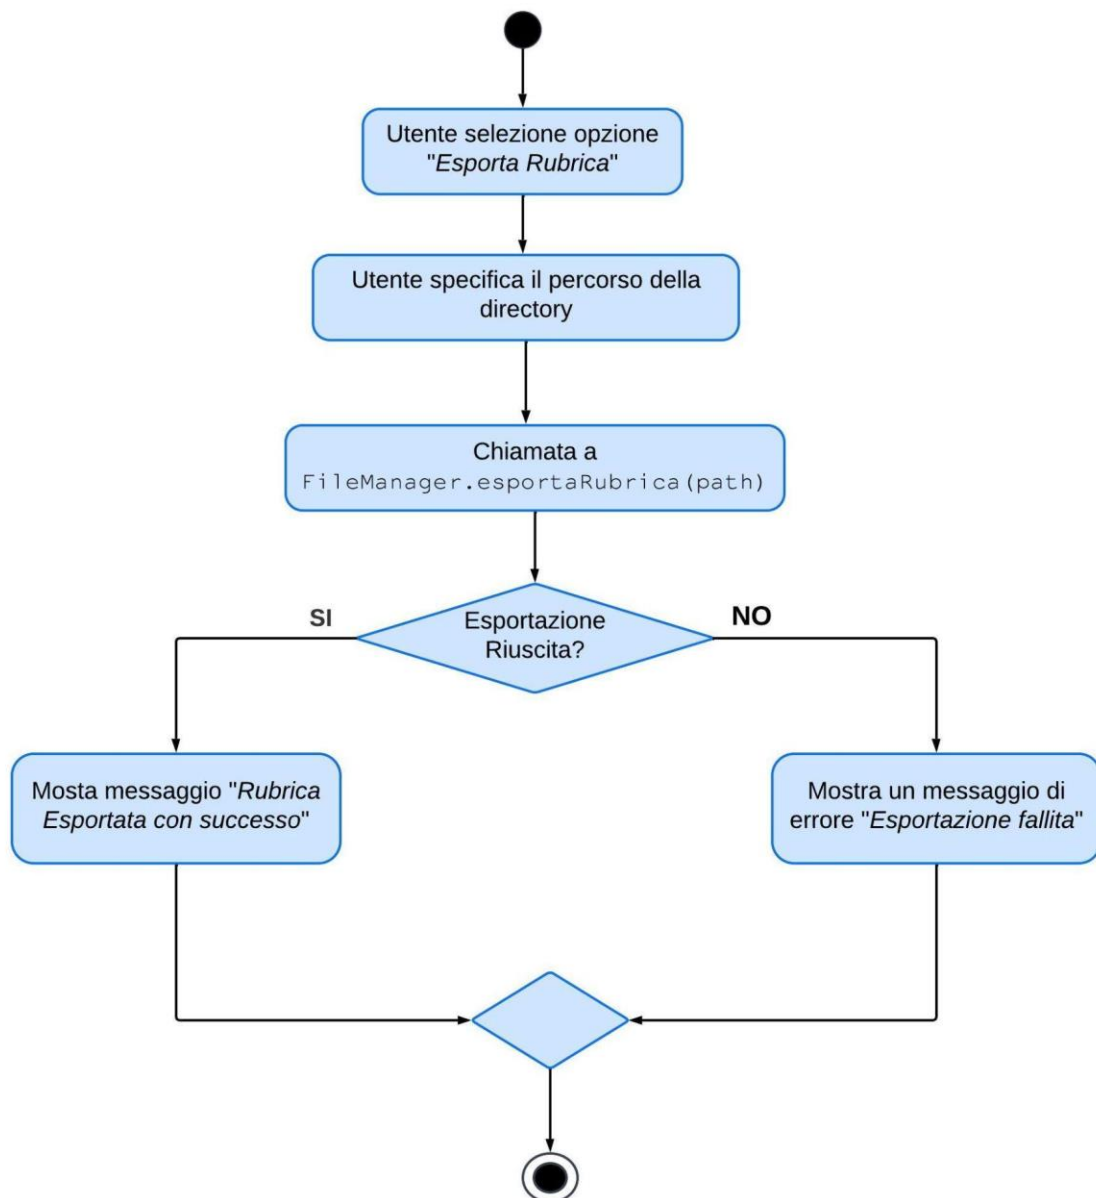 Utente selezione opzione
"Esporta Rubrica"
Utente specifica il percorso della
directory
Chiamata a
FileManager.esportaRubrica(path)
Esportazione
Riuscita?
SI
NO
Mosta messaggio "Rubrica
Esportata con successo"
Mostra un messaggio di
errore "Esportazione fallita"